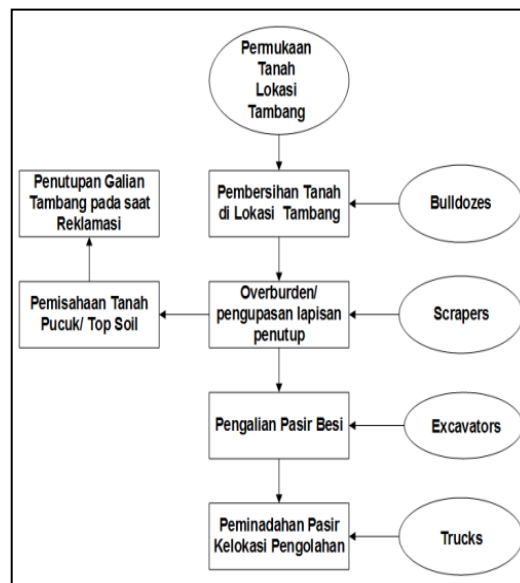 Permukaan
Tanah
Lokasi
Tambang
Penutupan Galian
Tambang pada saat
Reklamasi
Pembersihan Tanah
di Lokasi Tambang
Bulldozes
Pemisahaan Tanah
Pucuk/ Top Soil
Overburden/
pengupasan lapisan
penutup
Scrapers
Pengalian Pasir Besi
Excavators
Peminadahan Pasir
Kelokasi Pengolahan
Trucks